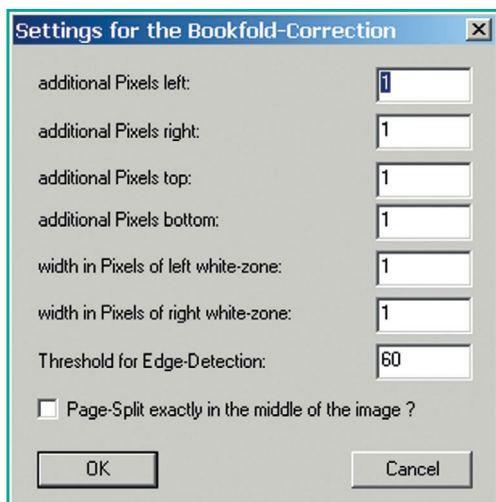 Settings for the Bookfold-Correction
additional Pixels left: 1
additional Pixels right: 1
additional Pixels top: 1
additional Pixels bottom: 1
width in Pixels of left white-zone: 1
width in Pixels of right white-zone: 1
Threshold for Edge-Detection: 60
Page-Split exactly in the middle of the image ?
OK Cancel